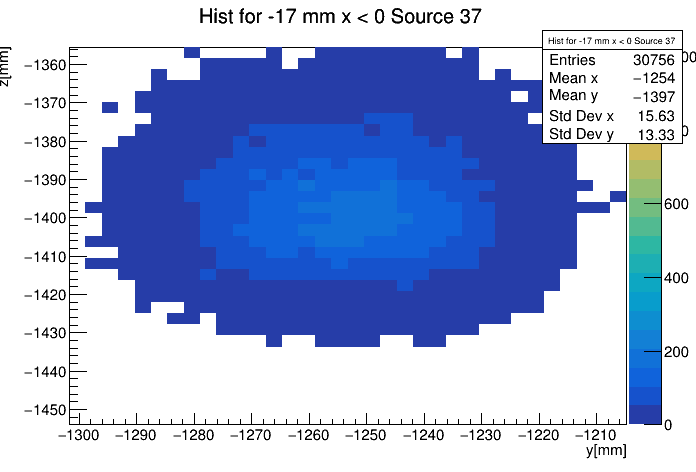 Hist for -17 mm x < 0 Source 37
z[mm]
Hist for -17 mm x < 0 Source 37
Entries 30756
Mean x −1254
Mean y −1397
Std Dev x 15.63
Std Dev y 13.33
−1360
−1370
−1380
−1390
−1400
−1410
−1420
−1430
−1440
−1450
600
400
200
0
−1300 −1290 −1280 −1270 −1260 −1250 −1240 −1230 −1220 −1210
y[mm]